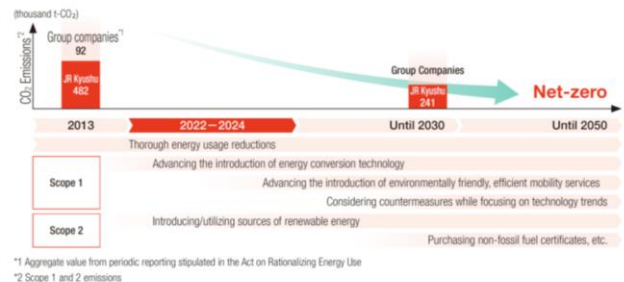 (thousand t-CO₂)
CO₂ Emissions*2
Group companies*1
92
JR Kyushu
482
Group Companies
JR Kyushu
241
Net-zero
2013
2022—2024
Until 2030
Until 2050
Thorough energy usage reductions
Scope 1
Advancing the introduction of energy conversion technology
Advancing the introduction of environmentally friendly, efficient mobility services
Considering countermeasures while focusing on technology trends
Scope 2
Introducing/utilizing sources of renewable energy
Purchasing non-fossil fuel certificates, etc.
*1 Aggregate value from periodic reporting stipulated in the Act on Rationalizing Energy Use
*2 Scope 1 and 2 emissions